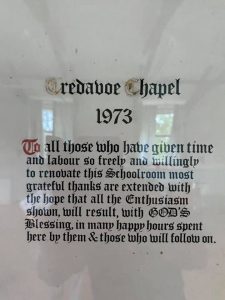 Tredavoe Chapel
1973
To all those who have given time
and labour so freely and willingly
to renovate this Schoolroom most
grateful thanks are extended with
the hope that all the Enthusiasm
shown, will result, with GOD'S
Blessing, in many happy hours spent
here by them & those who will follow on.